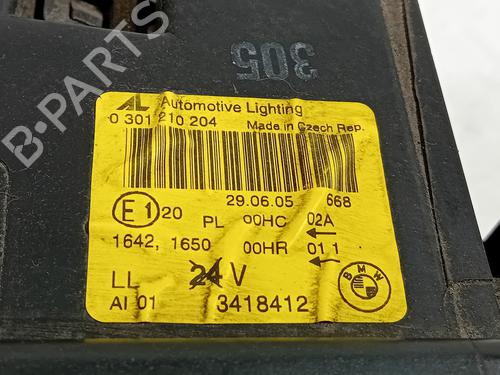 305
AL Automotive Lighting
0 301 210 204
Made in Czech Rep.
29.06.05 668
E1 20 PL 00HC 02A
1642, 1650 00HR 01 1
LL 24 V
AI 01 3418412
BMW
B-PARTS